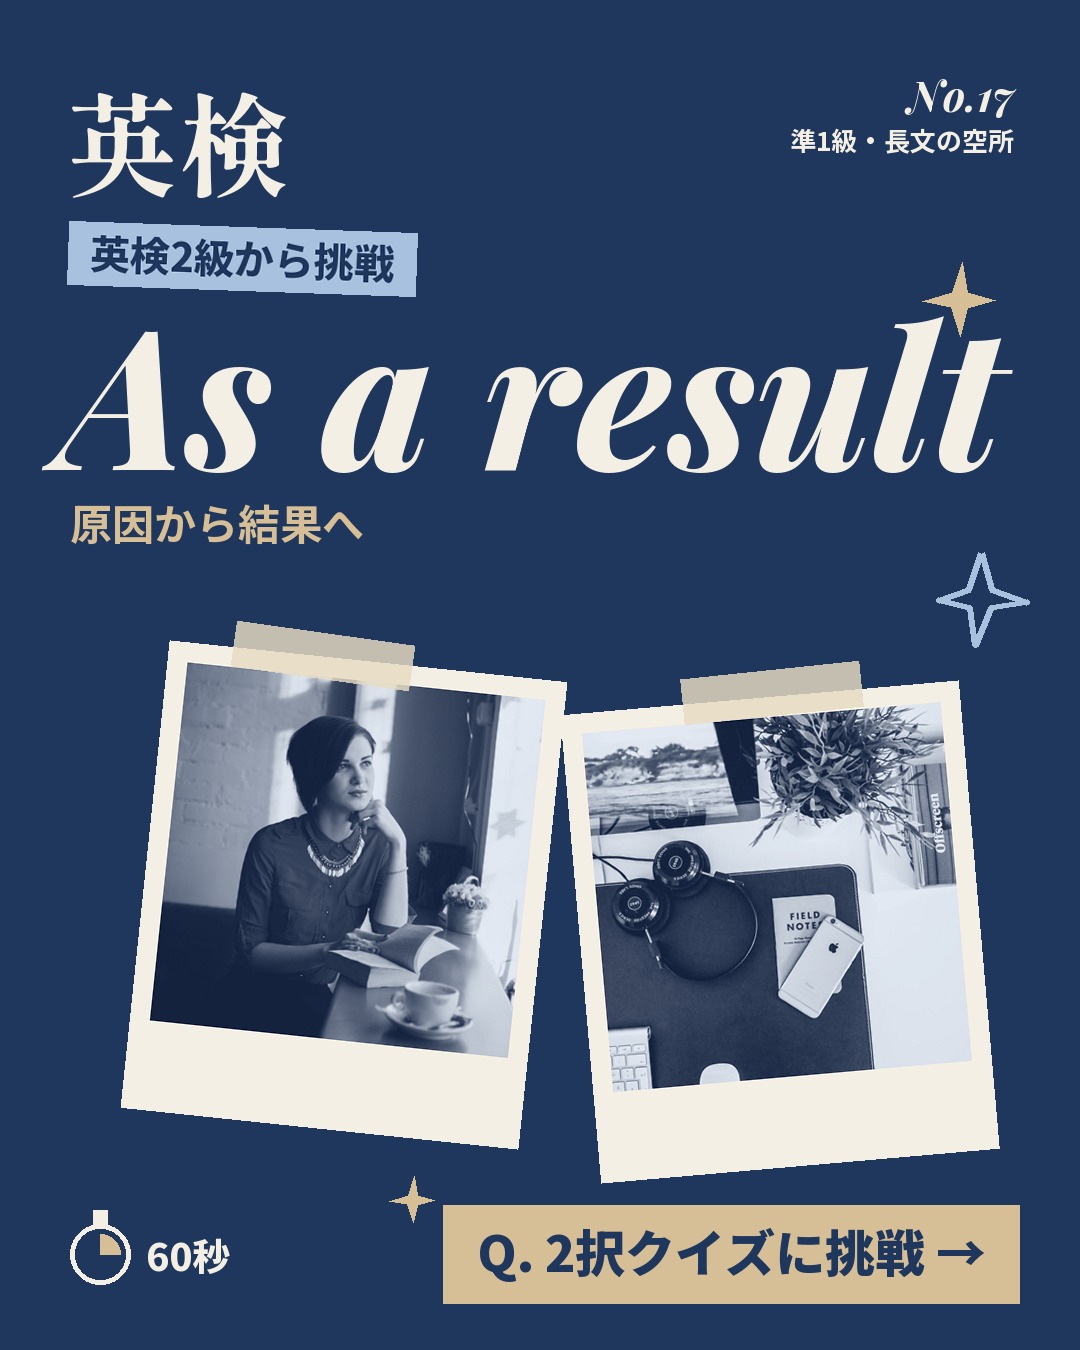 英検
No.17
準1級・長文の空所
英検2級から挑戦
As a result
原因から結果へ
Offscreen
FIELD
NOTES
60秒
Q. 2択クイズに挑戦 →